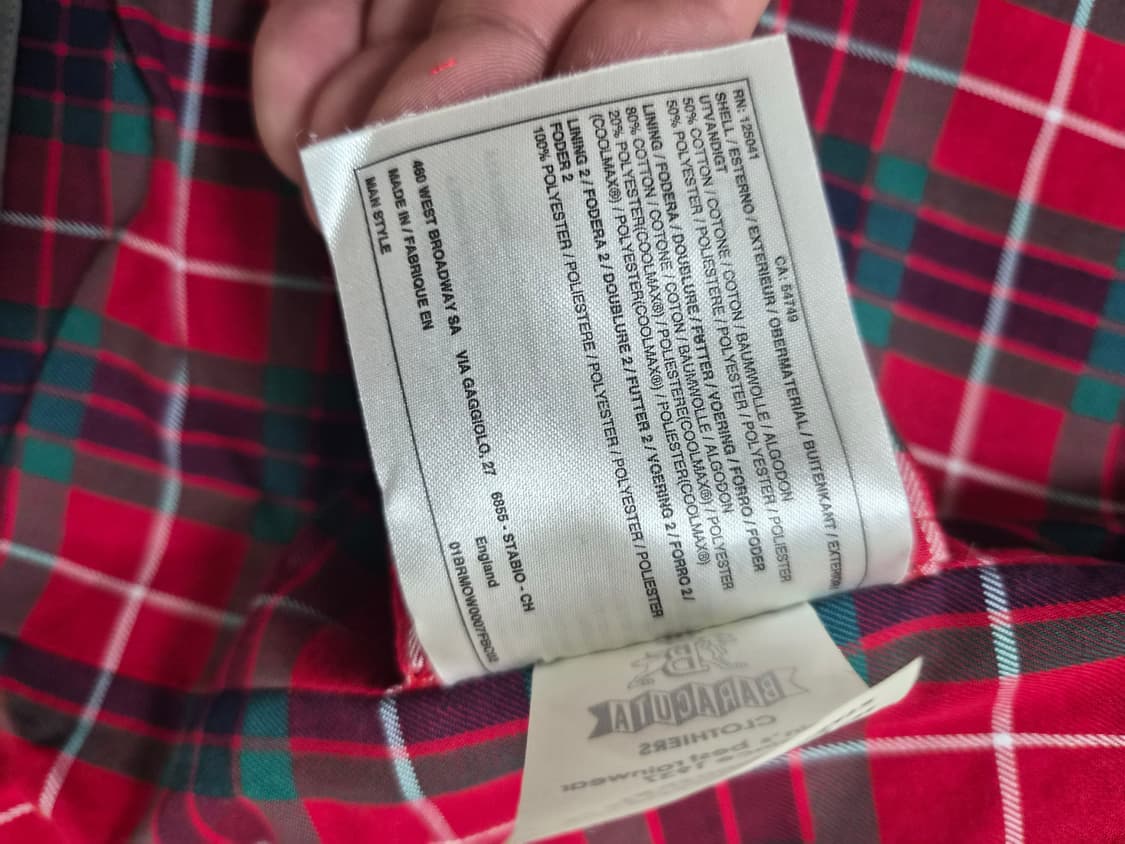 RN: 125041 CA: 54749
SHELL / ESTERNO / EXTERIEUR / OBERMATERIAL / BUITENKANT /
UTVANDIGT
50% COTTON / COTONE / COTON / BAUMWOLLE / ALGODON
50% POLYESTER / POLIESTERE / POLYESTER / POLYESTER / POLIESTER
LINING / FODERA / DOUBLURE / FUTTER / VOERING / FORRO / FODER
80% COTTON / COTONE / COTON / BAUMWOLLE / ALGODON
20% POLYESTER(COOLMAX®) / POLIESTERE(COOLMAX®) / POLYESTER
(COOLMAX®) / POLYESTER(COOLMAX®) / POLIESTER(COOLMAX®)
LINING 2 / FODERA 2 / DOUBLURE 2 / FUTTER 2 / VOERING 2 / FORRO 2 /
FODER 2
100% POLYESTER / POLIESTERE / POLYESTER / POLYESTER / POLIESTER
460 WEST BROADWAY SA VIA GAGGIOLO, 27 6855 - STABIO - CH
MADE IN / FABRIQUE EN England
MAN STYLE 01BRMOW0007FBC02
B
BARACUTA
CLOTHIERS